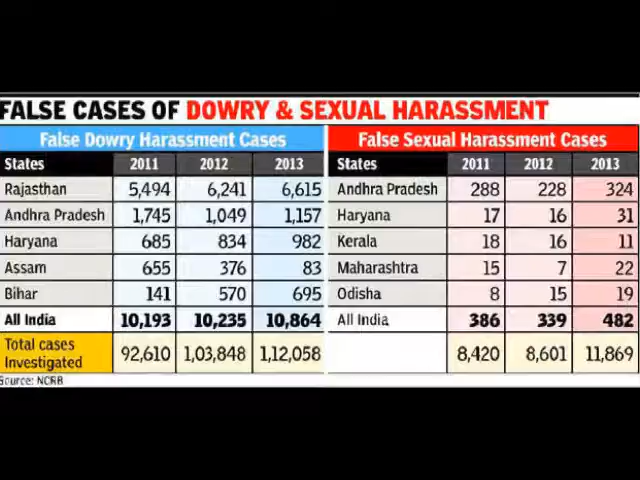 FALSE CASES OF DOWRY & SEXUAL HARASSMENT
False Dowry Harassment Cases
States 2011 2012 2013
Rajasthan 5,494 6,241 6,615
Andhra Pradesh 1,745 1,049 1,157
Haryana 685 834 982
Assam 655 376 83
Bihar 141 570 695
All India 10,193 10,235 10,864
Total cases
Investigated 92,610 1,03,848 1,12,058
False Sexual Harassment Cases
States 2011 2012 2013
Andhra Pradesh 288 228 324
Haryana 17 16 31
Kerala 18 16 11
Maharashtra 15 7 22
Odisha 8 15 19
All India 386 339 482
8,420 8,601 11,869
Source: NCRB